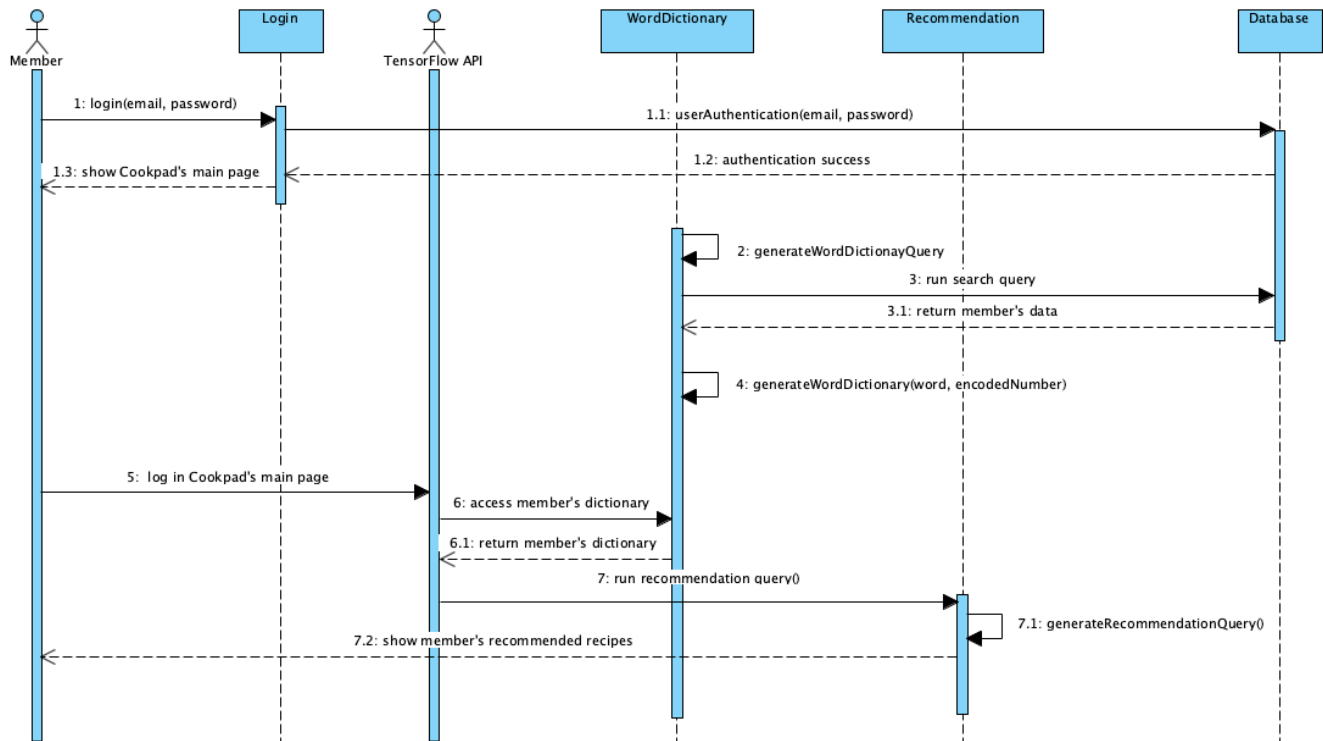 Login
WordDictionary
Recommendation
Database
Member
TensorFlow API
1: login(email, password)
1.1: userAuthentication(email, password)
1.2: authentication success
1.3: show Cookpad's main page
2: generateWordDictionayQuery
3: run search query
3.1: return member's data
4: generateWordDictionary(word, encodedNumber)
5: log in Cookpad's main page
6: access member's dictionary
6.1: return member's dictionary
7: run recommendation query()
7.1: generateRecommendationQuery()
7.2: show member's recommended recipes